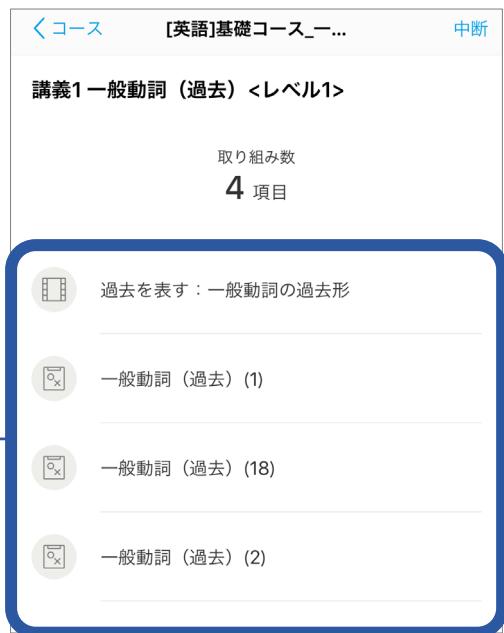 コース [英語]基礎コース_一... 中断
講義1 一般動詞（過去）<レベル1>
取り組み数
4 項目
過去を表す：一般動詞の過去形
一般動詞（過去）(1)
一般動詞（過去）(18)
一般動詞（過去）(2)